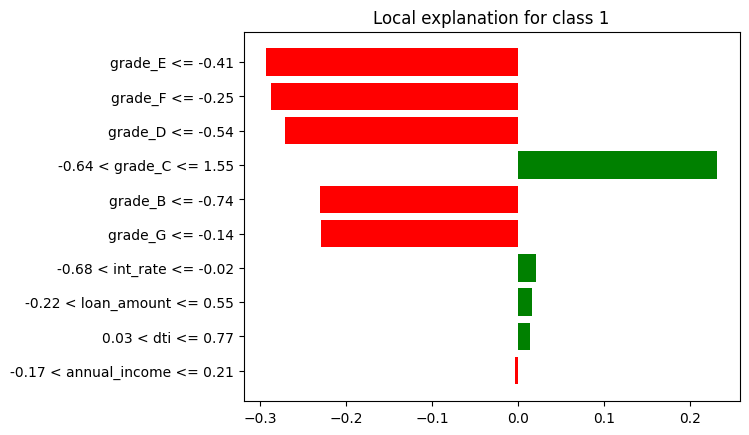 Local explanation for class 1
grade_E <= -0.41
grade_F <= -0.25
grade_D <= -0.54
-0.64 < grade_C <= 1.55
grade_B <= -0.74
grade_G <= -0.14
-0.68 < int_rate <= -0.02
-0.22 < loan_amount <= 0.55
0.03 < dti <= 0.77
-0.17 < annual_income <= 0.21
−0.3 −0.2 −0.1 0.0 0.1 0.2